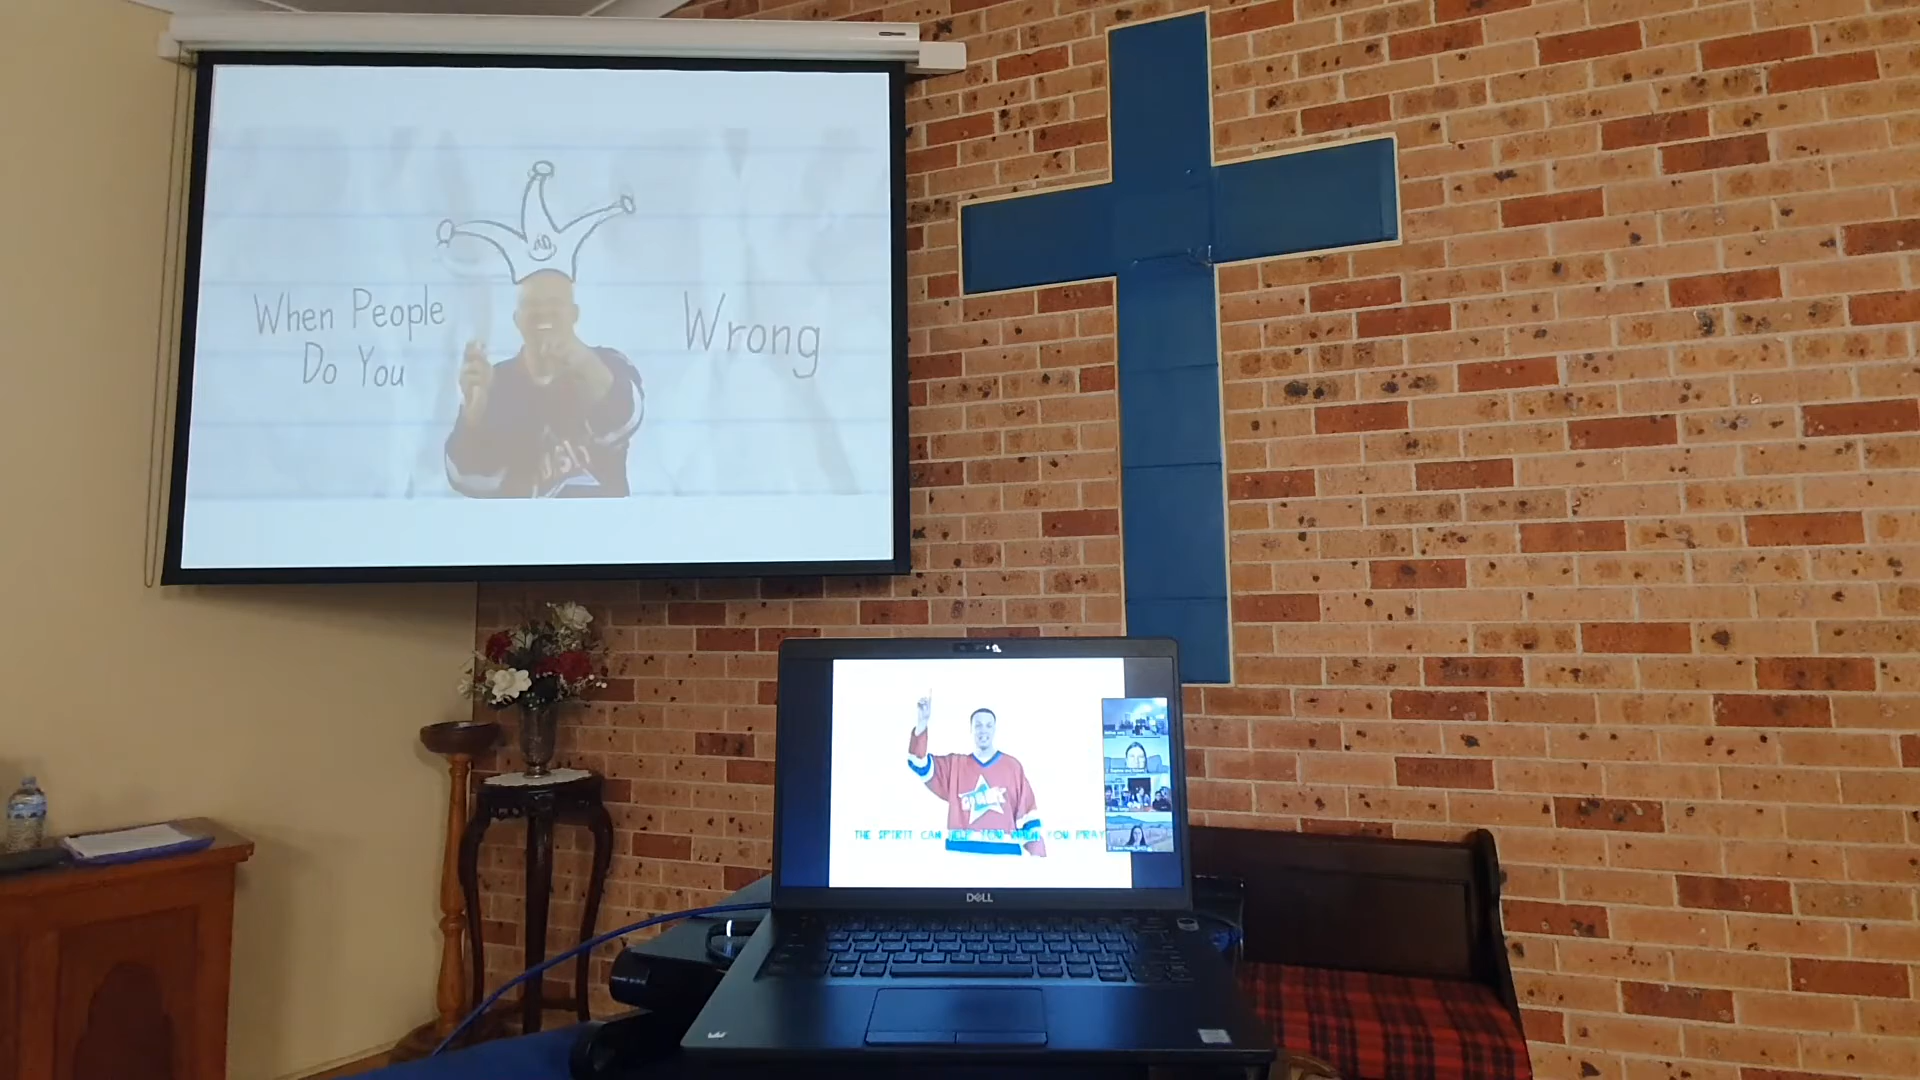 When People
Do You
Wrong
THE SPIRIT CAN HELP YOU WHEN YOU PRAY
DELL